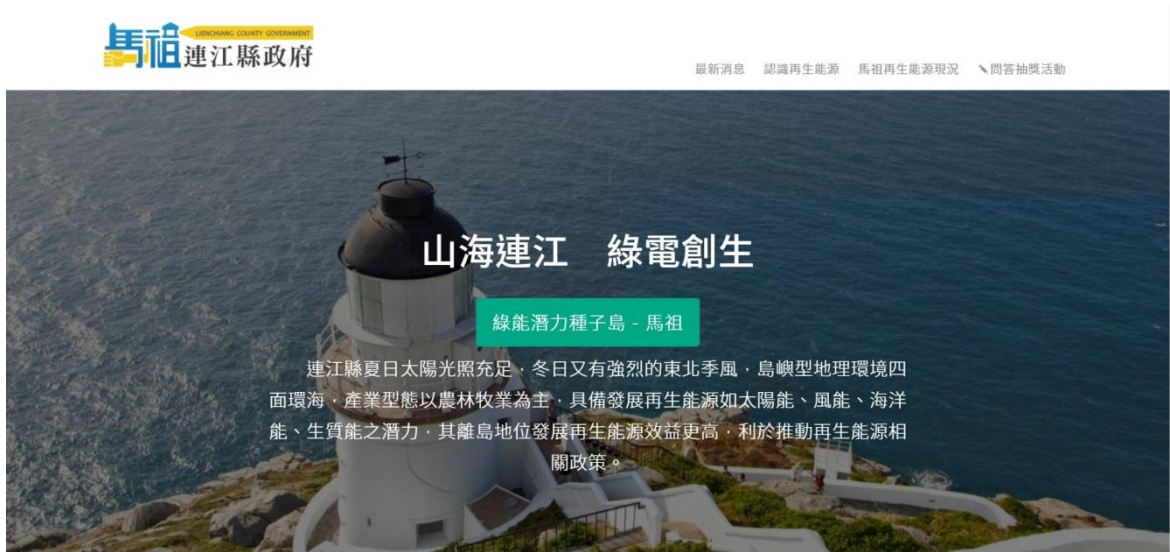 LIENCHIANG COUNTY GOVERNMENT
馬祖 連江縣政府
最新消息 認識再生能源 馬祖再生能源現況 ✎問答抽獎活動
山海連江 綠電創生
綠能潛力種子島 - 馬祖
連江縣夏日太陽光照充足，冬日又有強烈的東北季風，島嶼型地理環境四
面環海，產業型態以農林牧業為主，具備發展再生能源如太陽能、風能、海洋
能、生質能之潛力，其離島地位發展再生能源效益更高，利於推動再生能源相
關政策。